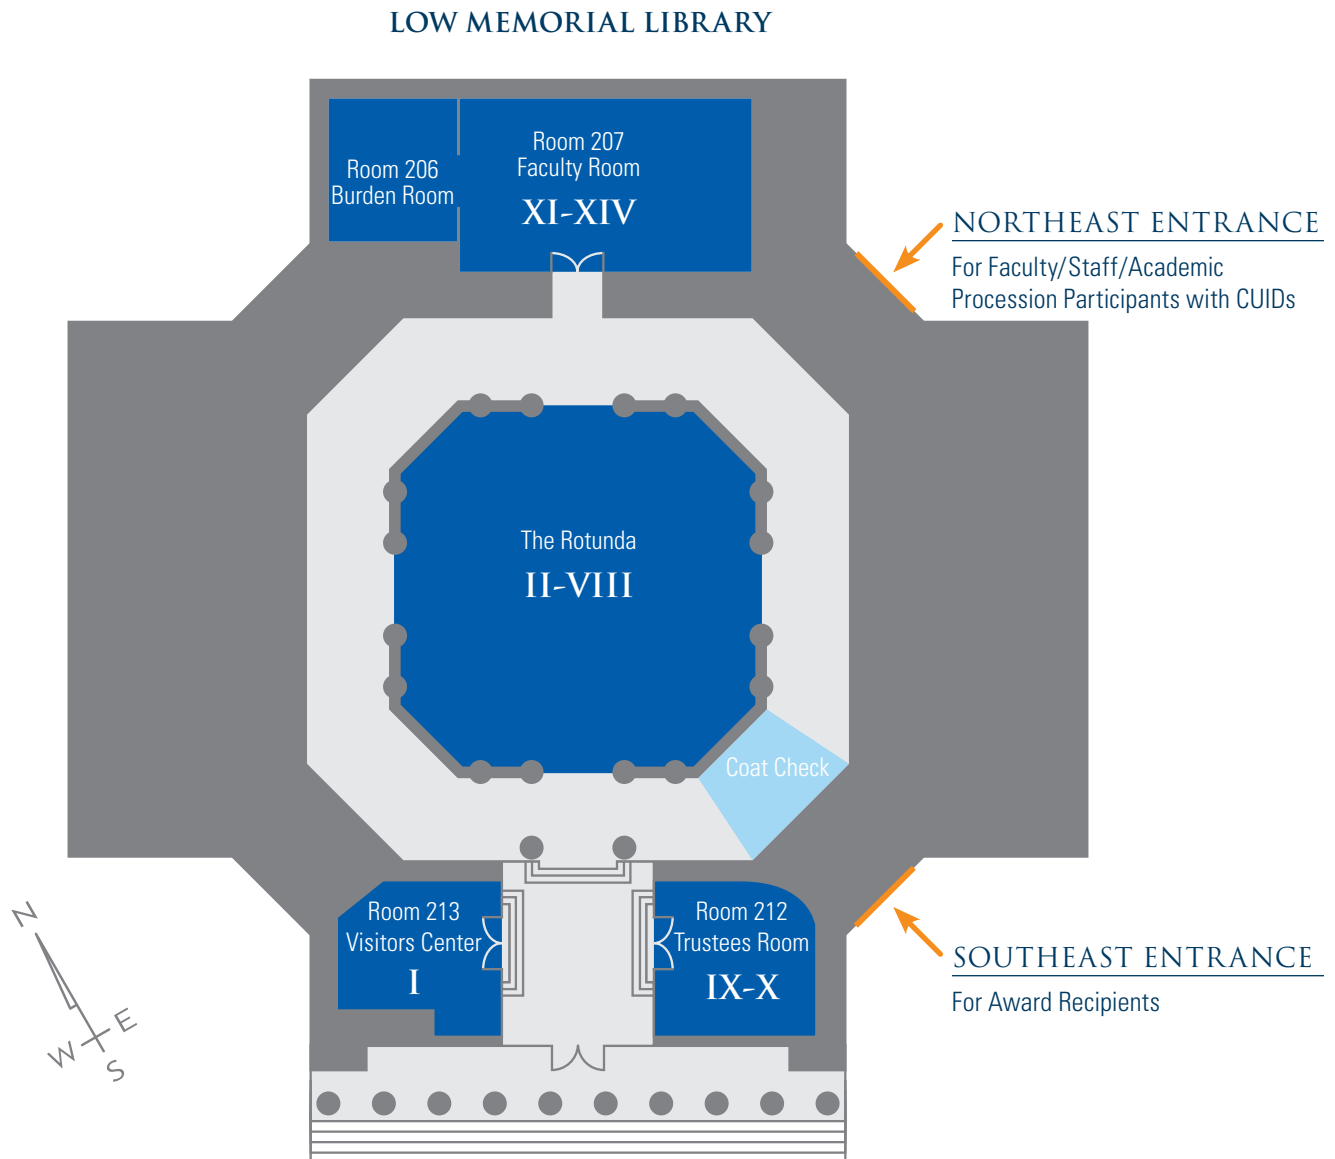 LOW MEMORIAL LIBRARY
Room 206
Burden Room
Room 207
Faculty Room
XI-XIV
NORTHEAST ENTRANCE
For Faculty/Staff/Academic
Procession Participants with CUIDs
The Rotunda
II-VIII
Coat Check
Room 213
Visitors Center
I
Room 212
Trustees Room
IX-X
SOUTHEAST ENTRANCE
For Award Recipients
N
E
W
S